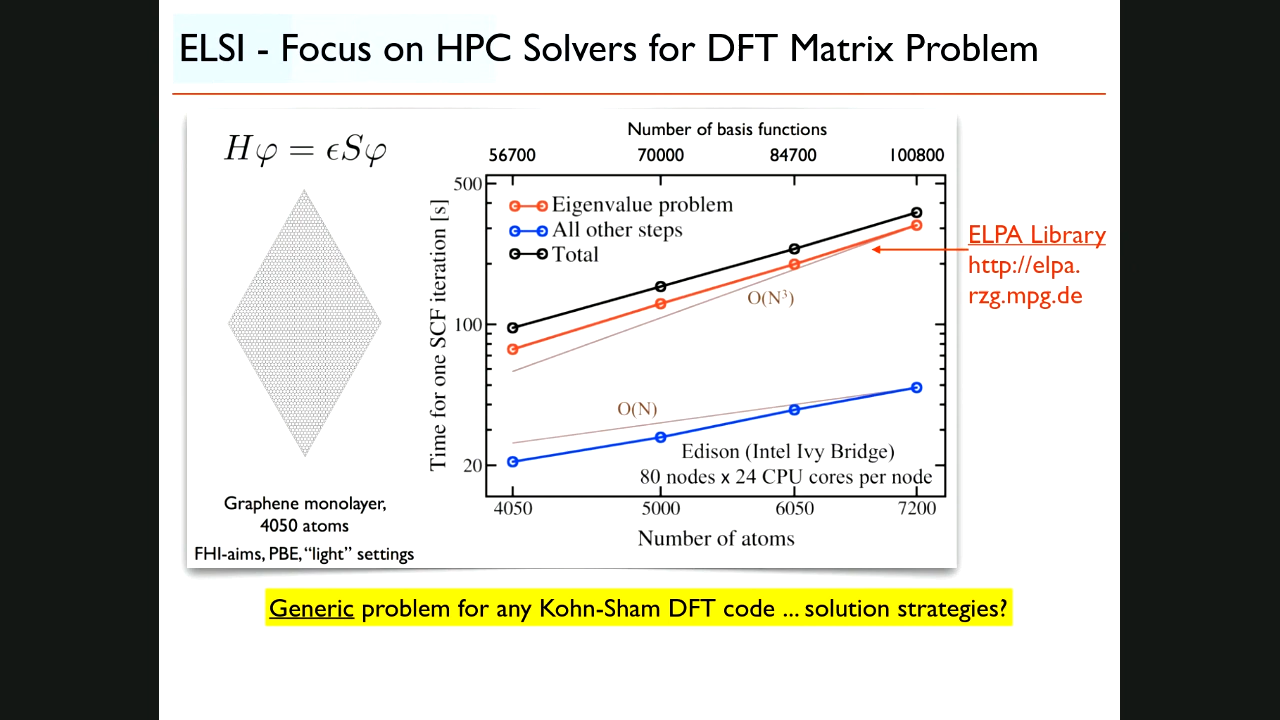 ELSI - Focus on HPC Solvers for DFT Matrix Problem
Hφ = ϵSφ
Number of basis functions
56700 70000 84700 100800
Time for one SCF iteration [s]
500
100
20
Eigenvalue problem
All other steps
Total
O(N³)
O(N)
Edison (Intel Ivy Bridge)
80 nodes x 24 CPU cores per node
4050 5000 6050 7200
Number of atoms
ELPA Library
http://elpa.
rzg.mpg.de
Graphene monolayer,
4050 atoms
FHI-aims, PBE, “light” settings
Generic problem for any Kohn-Sham DFT code ... solution strategies?